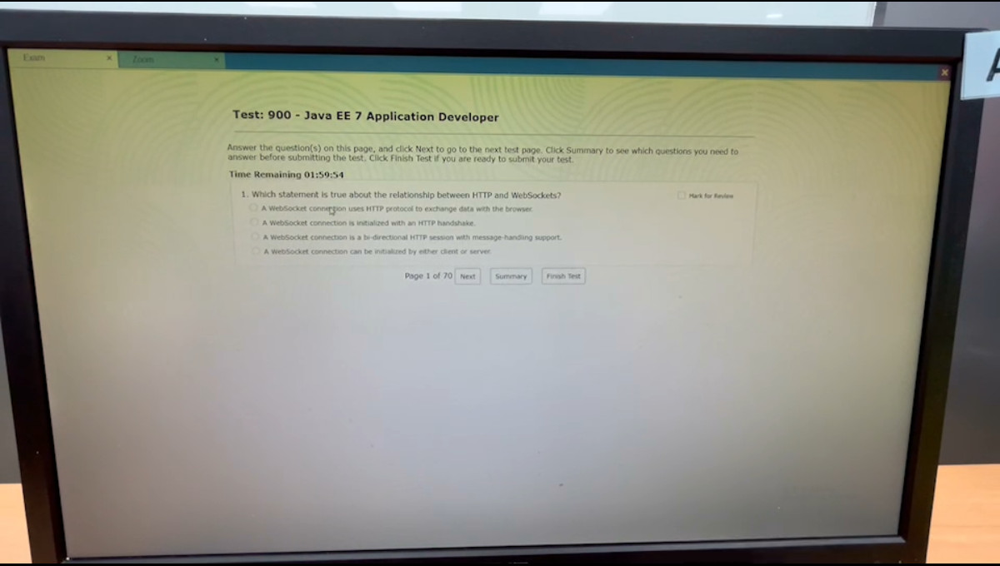 Exam
Zoom
Test: 900 - Java EE 7 Application Developer
Answer the question(s) on this page, and click Next to go to the next test page. Click Summary to see which questions you need to
answer before submitting the test. Click Finish Test if you are ready to submit your test.
Time Remaining 01:59:54
1. Which statement is true about the relationship between HTTP and WebSockets?
Mark for Review
A WebSocket connection uses HTTP protocol to exchange data with the browser.
A WebSocket connection is initialized with an HTTP handshake.
A WebSocket connection is a bi-directional HTTP session with message-handling support.
A WebSocket connection can be initialized by either client or server.
Page 1 of 70 Next Summary Finish Test